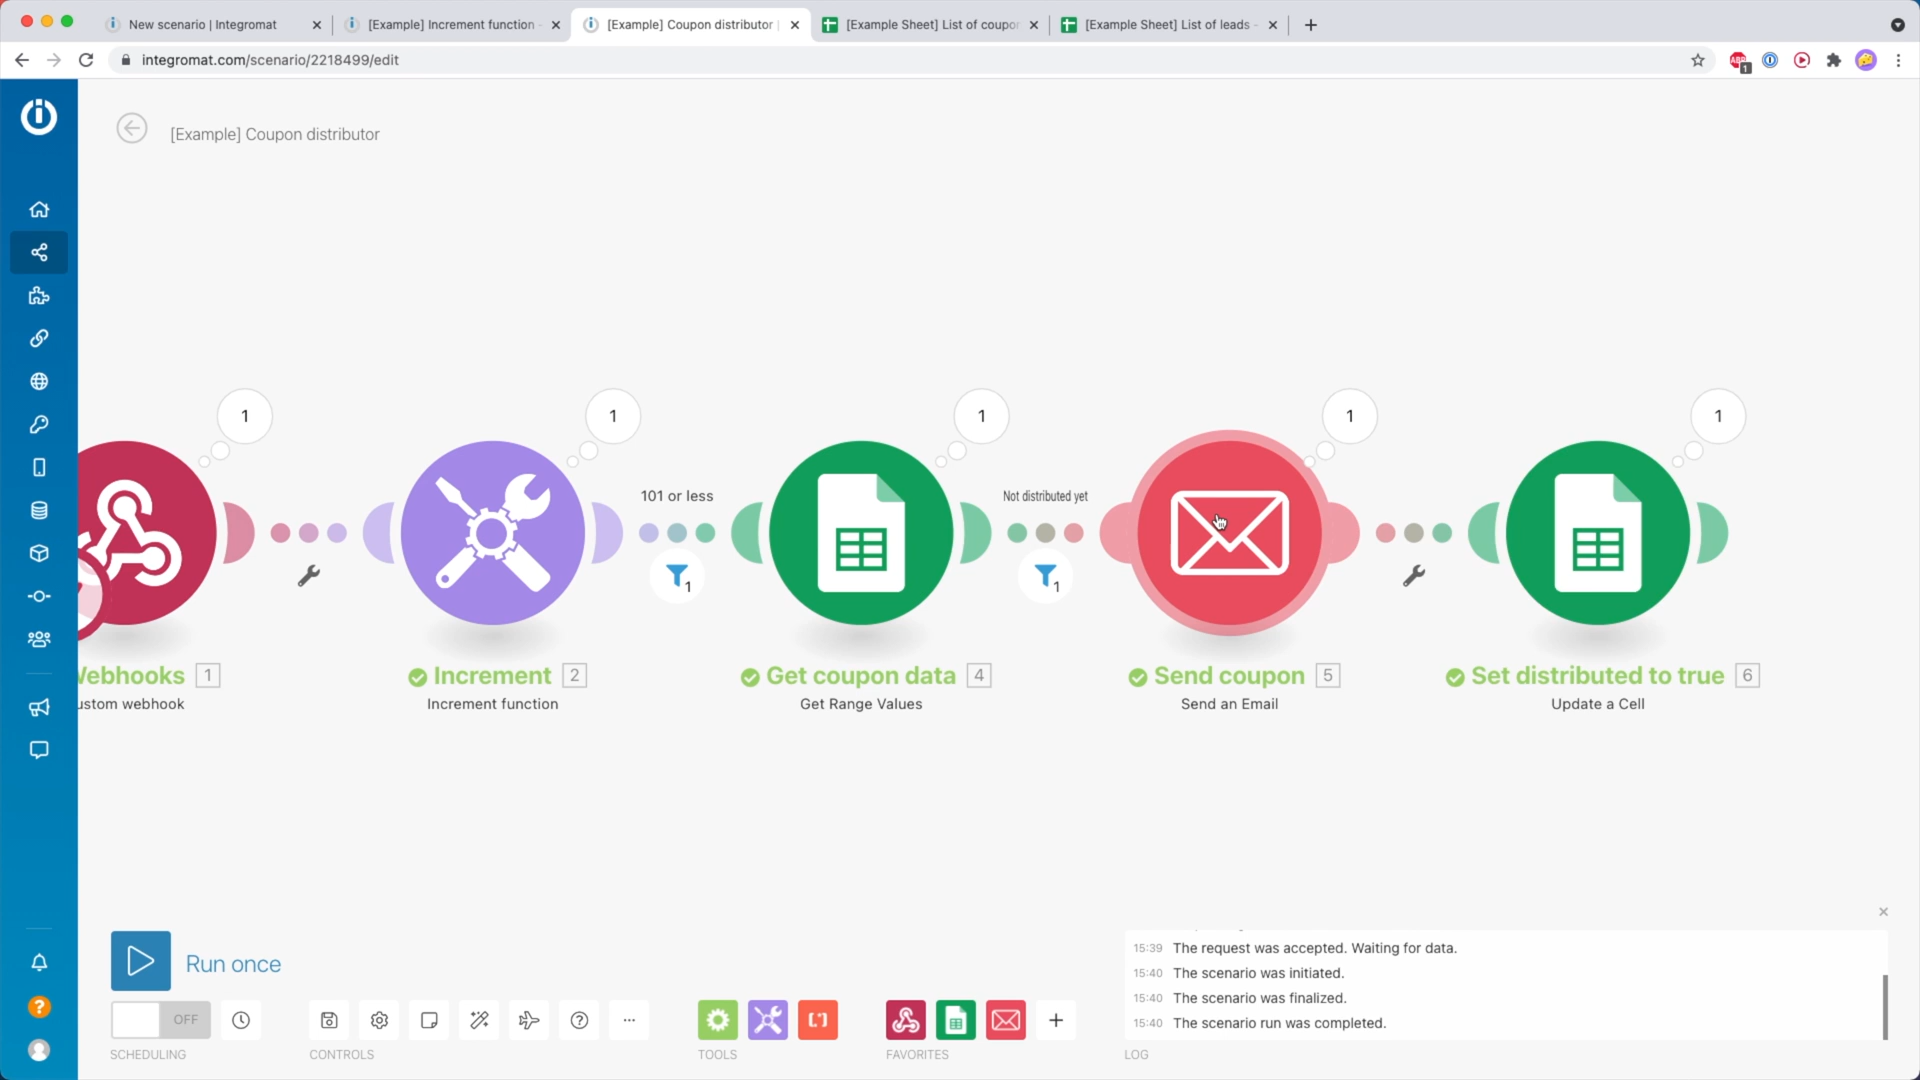 New scenario | Integromat
[Example] Increment function -
[Example] Coupon distributor |
[Example Sheet] List of coupon
[Example Sheet] List of leads -
integromat.com/scenario/2218499/edit
ABP
1
[Example] Coupon distributor
1
1
1
1
1
101 or less
Not distributed yet
1
1
Webhooks 1
Increment 2
Get coupon data 4
Send coupon 5
Set distributed to true 6
ustom webhook
Increment function
Get Range Values
Send an Email
Update a Cell
Run once
15:39 The request was accepted. Waiting for data.
15:40 The scenario was initiated.
15:40 The scenario was finalized.
15:40 The scenario run was completed.
OFF
SCHEDULING
CONTROLS
TOOLS
FAVORITES
LOG